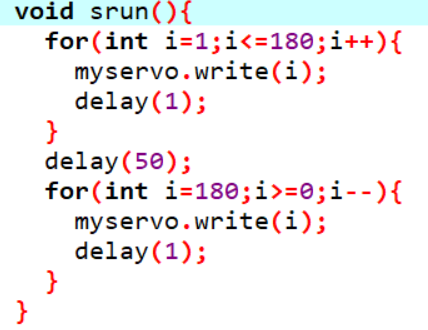 void srun(){
for(int i=1;i<=180;i++){
myservo.write(i);
delay(1);
}
delay(50);
for(int i=180;i>=0;i--){
myservo.write(i);
delay(1);
}
}